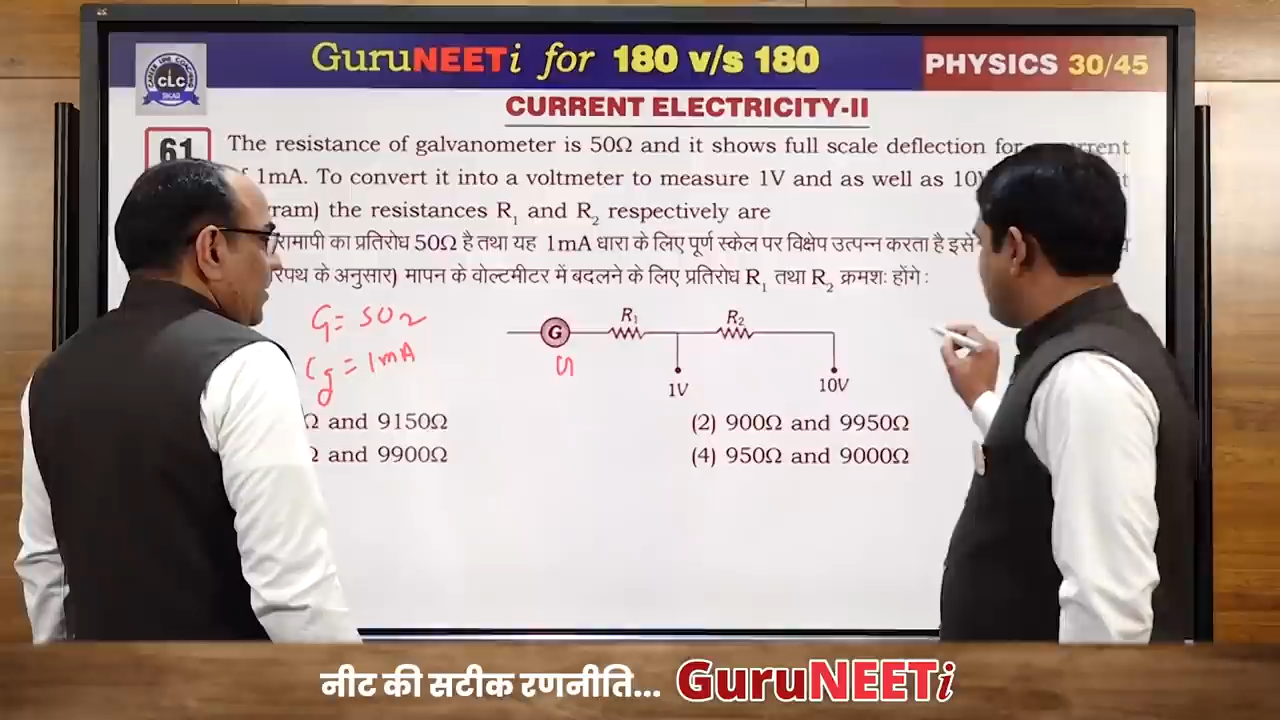 GuruNEETi for 180 v/s 180
PHYSICS 30/45
CAREER LINE COACHING
CLC
SIKAR
CURRENT ELECTRICITY-II
61
The resistance of galvanometer is 50Ω and it shows full scale deflection for
1mA. To convert it into a voltmeter to measure 1V and as well as 10V
the resistances R₁ and R₂ respectively are
का प्रतिरोध 50Ω है तथा यह 1mA धारा के लिए पूर्ण स्केल पर विक्षेप उत्पन्न करता है इसे
के अनुसार) मापन के वोल्टमीटर में बदलने के लिए प्रतिरोध R₁ तथा R₂ क्रमशः होंगे :
G = 50Ω
g = 1mA
G
R₁
R₂
G
1V
10V
Ω and 9150Ω
(2) 900Ω and 9950Ω
Ω and 9900Ω
(4) 950Ω and 9000Ω
नीट की सटीक रणनीति... GuruNEETi